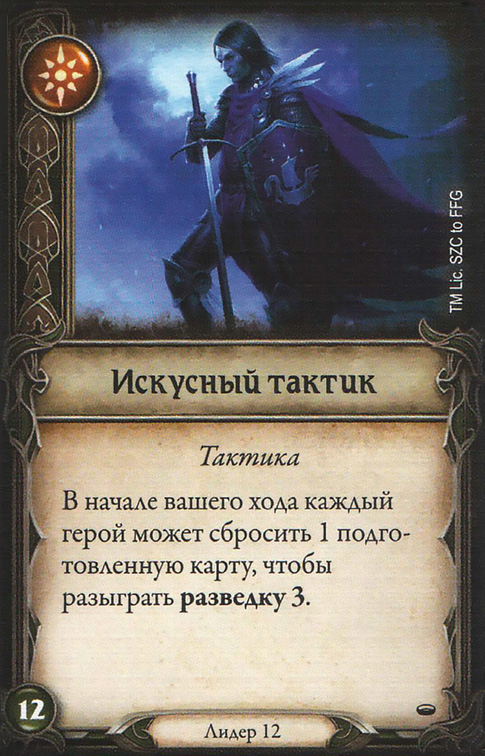 TM Lic. SZC to FFG
Искусный тактик
Тактика
В начале вашего хода каждый
герой может сбросить 1 подго-
товленную карту, чтобы
разыграть разведку 3.
12
Лидер 12